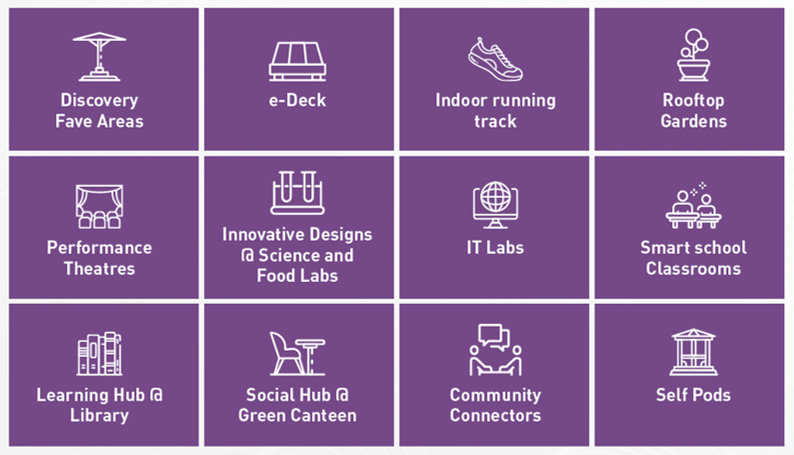 Discovery
Fave Areas
e-Deck
Indoor running
track
Rooftop
Gardens
Performance
Theatres
Innovative Designs
@ Science and
Food Labs
IT Labs
Smart school
Classrooms
Learning Hub @
Library
Social Hub @
Green Canteen
Community
Connectors
Self Pods